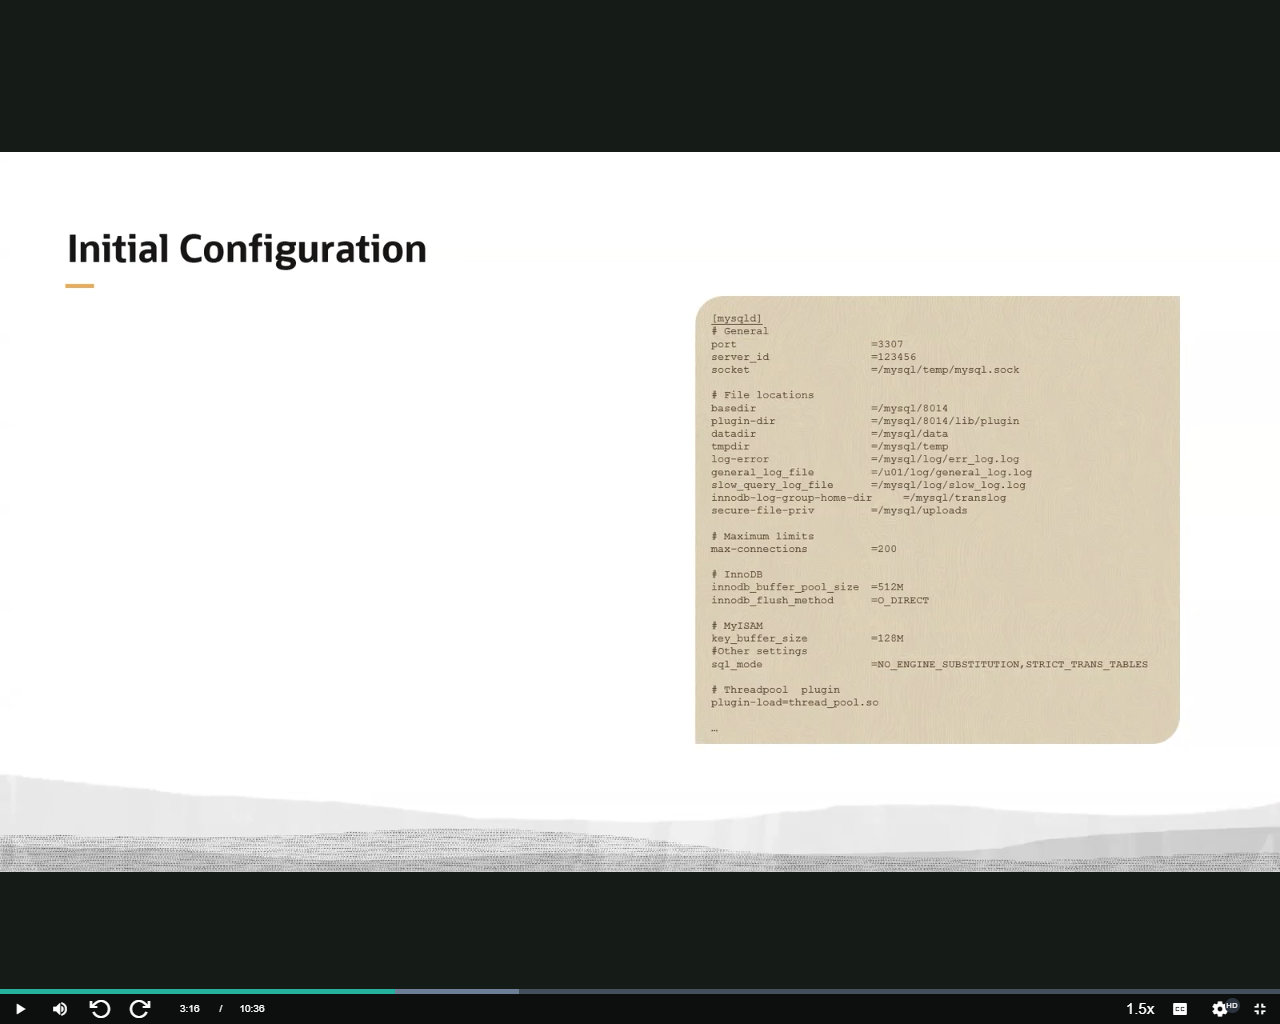 Initial Configuration
[mysqld]
# General
port =3307
server_id =123456
socket =/mysql/temp/mysql.sock
# File locations
basedir =/mysql/8014
plugin-dir =/mysql/8014/lib/plugin
datadir =/mysql/data
tmpdir =/mysql/temp
log-error =/mysql/log/err_log.log
general_log_file =/u01/log/general_log.log
slow_query_log_file =/mysql/log/slow_log.log
innodb-log-group-home-dir =/mysql/translog
secure-file-priv =/mysql/uploads
# Maximum limits
max-connections =200
# InnoDB
innodb_buffer_pool_size =512M
innodb_flush_method =O_DIRECT
# MyISAM
key_buffer_size =128M
#Other settings
sql_mode =NO_ENGINE_SUBSTITUTION,STRICT_TRANS_TABLES
# Threadpool plugin
plugin-load=thread_pool.so
…
3:16 / 10:36 1.5x CC HD